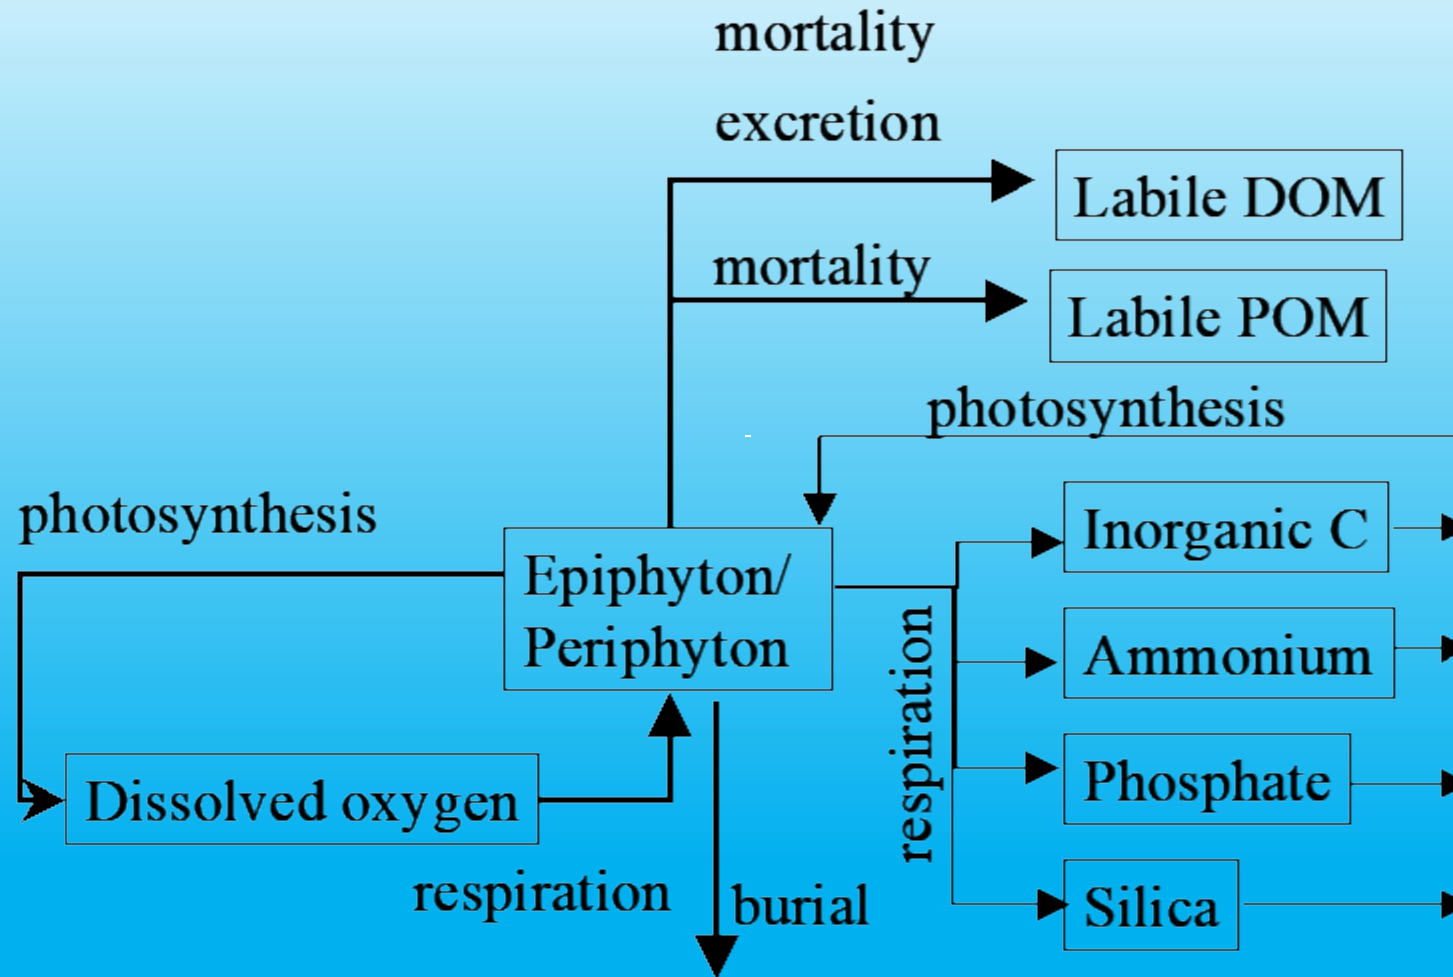 mortality
excretion
Labile DOM
mortality
Labile POM
photosynthesis
photosynthesis
Inorganic C
Epiphyton/
Periphyton
respiration
Ammonium
Phosphate
Dissolved oxygen
respiration
burial
Silica